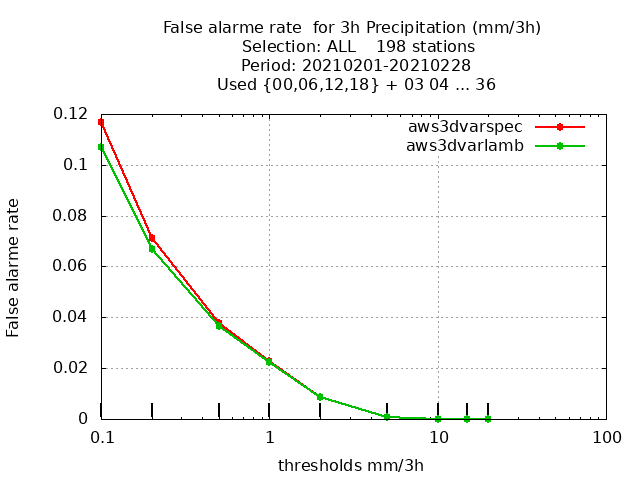 False alarme rate  for 3h Precipitation (mm/3h)
Selection: ALL    198 stations
Period: 20210201-20210228
Used {00,06,12,18} + 03 04 ... 36
aws3dvarspec
aws3dvarlamb
0.12
0.1
0.08
0.06
0.04
0.02
0
False alarme rate
0.1 1 10 100
thresholds mm/3h